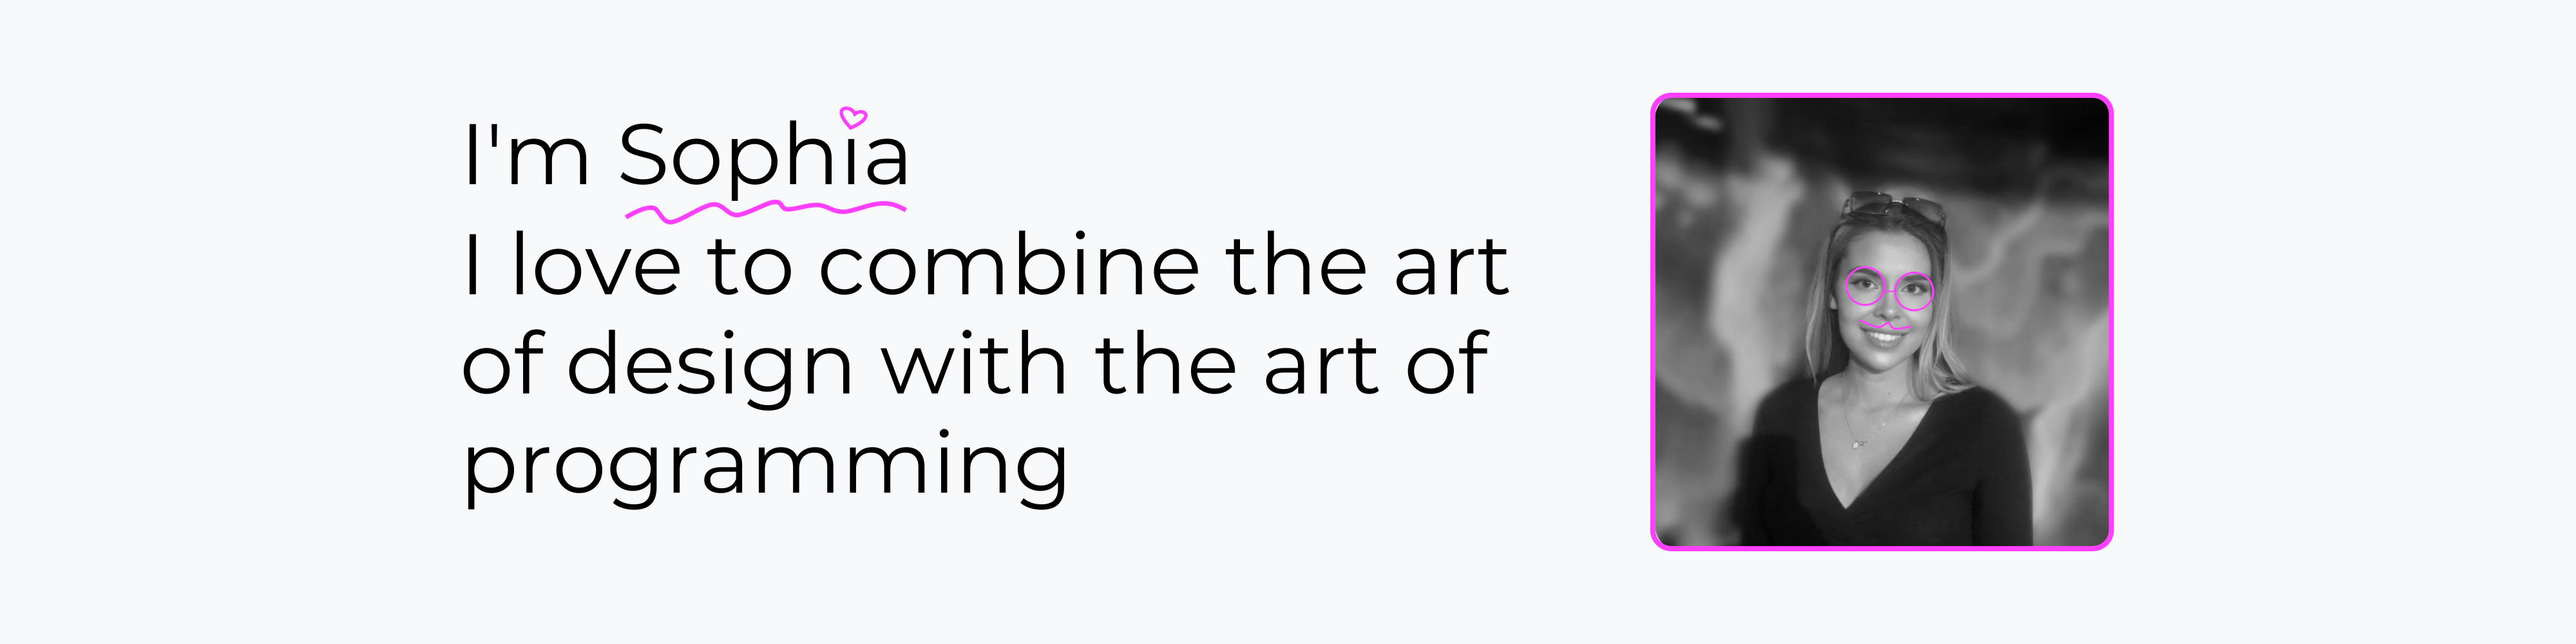 I'm Sophia
I love to combine the art
of design with the art of
programming